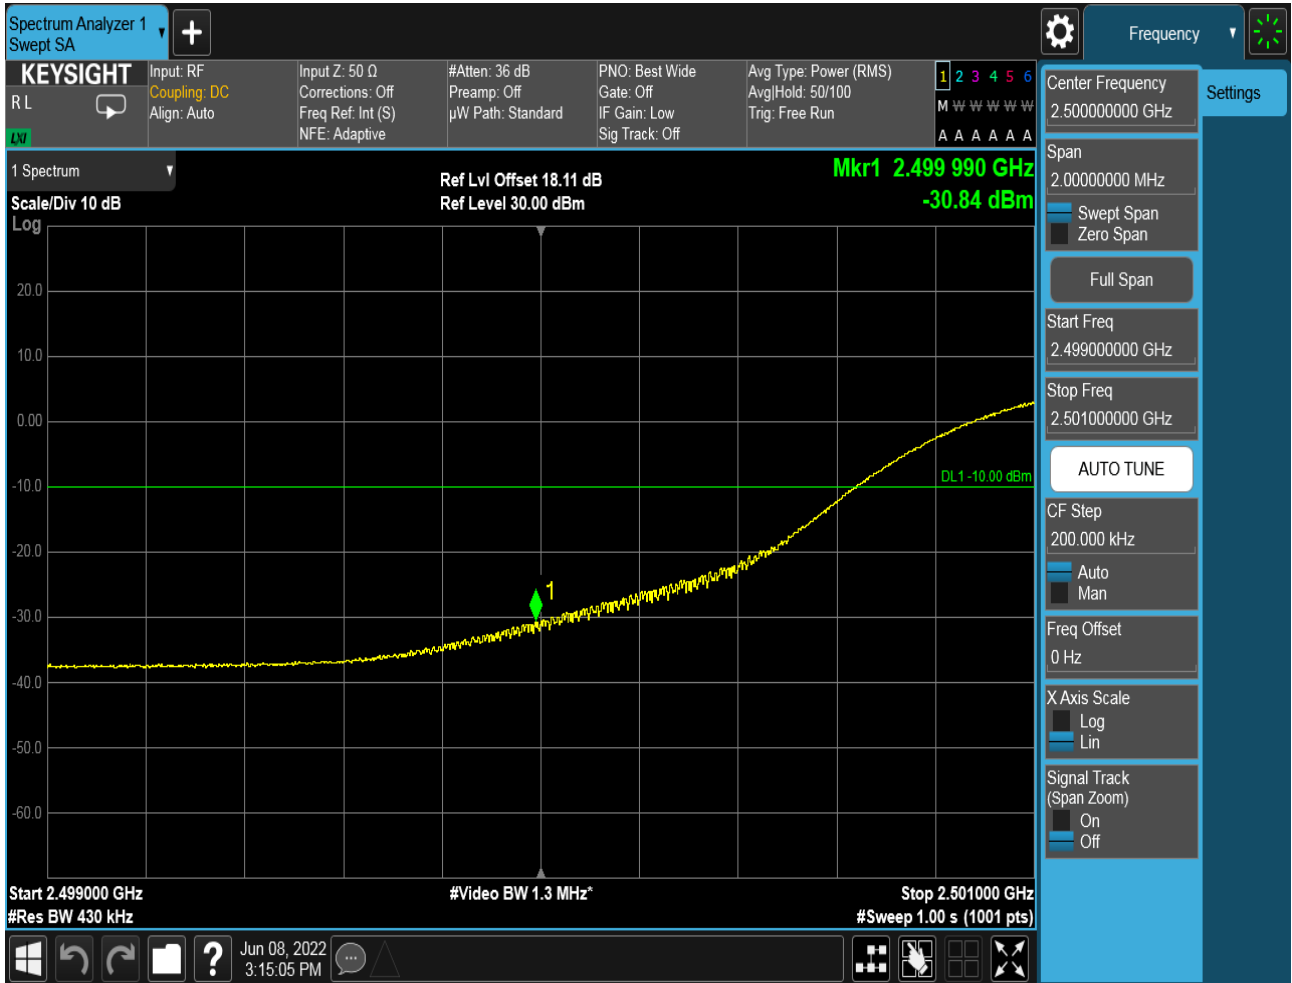 Spectrum Analyzer 1
Swept SA
Frequency
KEYSIGHT
R L
LXI
Input: RF
Coupling: DC
Align: Auto
Input Z: 50 Ω
Corrections: Off
Freq Ref: Int (S)
NFE: Adaptive
#Atten: 36 dB
Preamp: Off
µW Path: Standard
PNO: Best Wide
Gate: Off
IF Gain: Low
Sig Track: Off
Avg Type: Power (RMS)
Avg|Hold: 50/100
Trig: Free Run
1 2 3 4 5 6
M W W W W W
A A A A A A
1 Spectrum
Scale/Div 10 dB
Log
Ref Lvl Offset 18.11 dB
Ref Level 30.00 dBm
Mkr1 2.499 990 GHz
-30.84 dBm
20.0
10.0
0.00
-10.0
-20.0
-30.0
-40.0
-50.0
-60.0
DL1 -10.00 dBm
1
Start 2.499000 GHz
#Res BW 430 kHz
#Video BW 1.3 MHz*
Stop 2.501000 GHz
#Sweep 1.00 s (1001 pts)
Center Frequency
2.500000000 GHz
Settings
Span
2.00000000 MHz
Swept Span
Zero Span
Full Span
Start Freq
2.499000000 GHz
Stop Freq
2.501000000 GHz
AUTO TUNE
CF Step
200.000 kHz
Auto
Man
Freq Offset
0 Hz
X Axis Scale
Log
Lin
Signal Track
(Span Zoom)
On
Off
?
Jun 08, 2022
3:15:05 PM